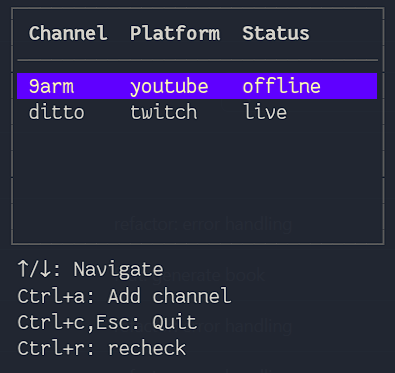 Channel Platform Status
9arm youtube offline
ditto twitch live
refactor: error handling
↑/↓: Navigate
Ctrl+a: Add channel
Ctrl+c,Esc: Quit
Ctrl+r: recheck